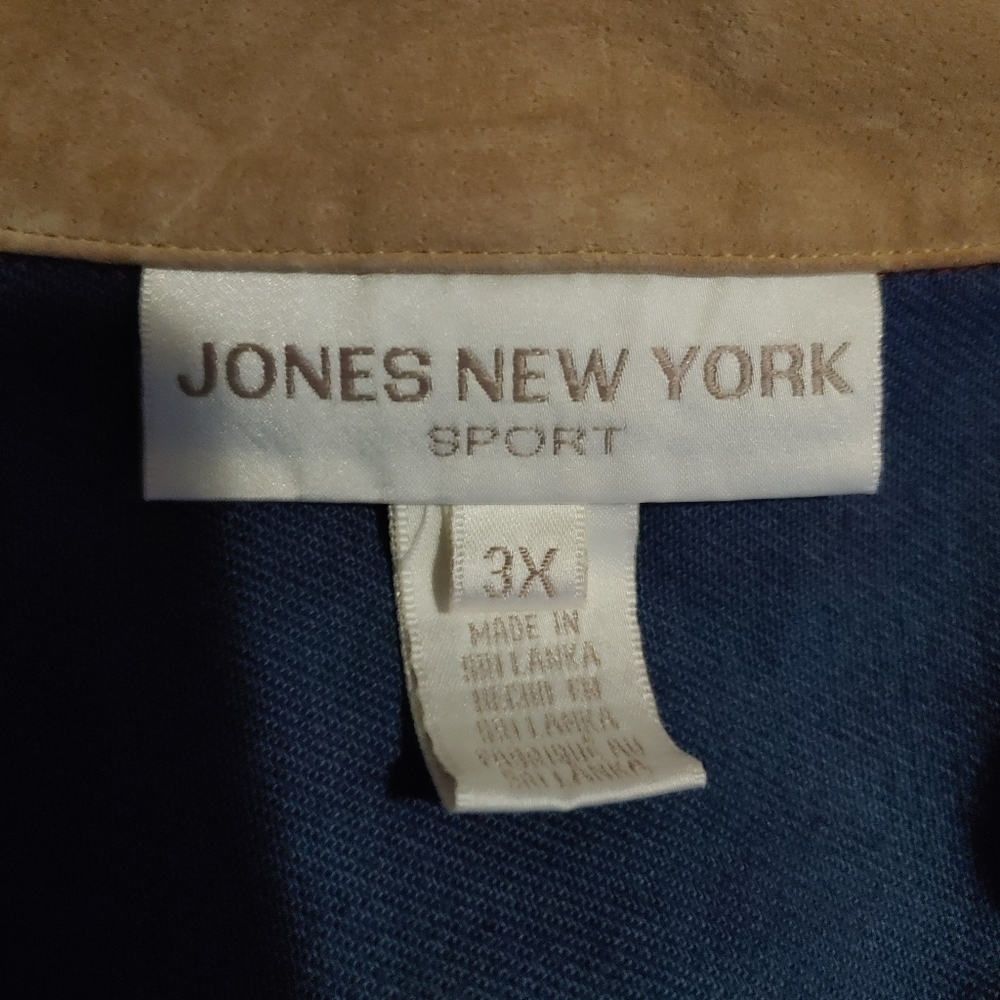 JONES NEW YORK
SPORT
3X
MADE IN
SRI LANKA
HECHO EN
SRI LANKA
FABRIQUE AU
SRI LANKA